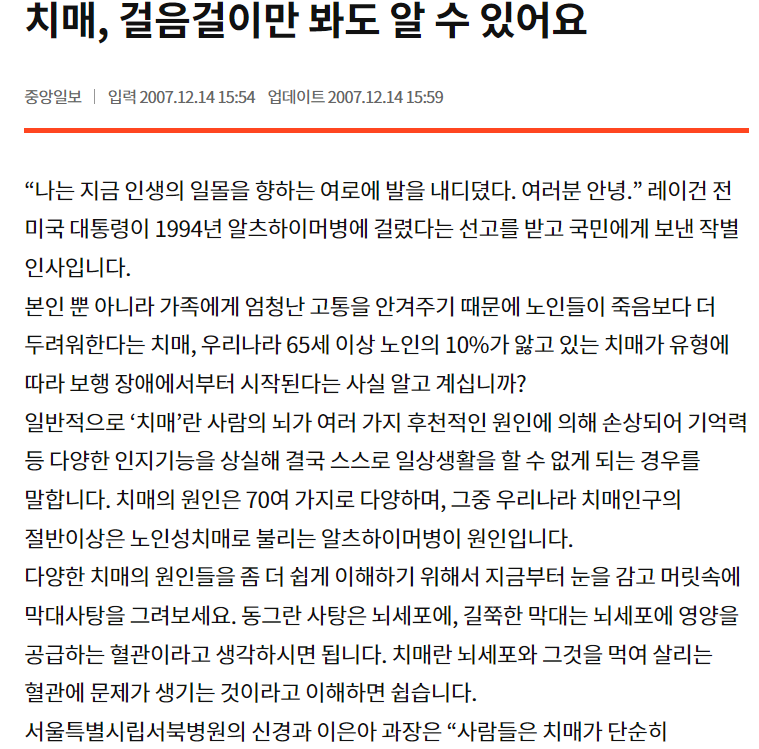 치매, 걸음걸이만 봐도 알 수 있어요
중앙일보 | 입력 2007.12.14 15:54 업데이트 2007.12.14 15:59
“나는 지금 인생의 일몰을 향하는 여로에 발을 내디뎠다. 여러분 안녕.” 레이건 전
미국 대통령이 1994년 알츠하이머병에 걸렸다는 선고를 받고 국민에게 보낸 작별
인사입니다.
본인 뿐 아니라 가족에게 엄청난 고통을 안겨주기 때문에 노인들이 죽음보다 더
두려워한다는 치매, 우리나라 65세 이상 노인의 10%가 앓고 있는 치매가 유형에
따라 보행 장애에서부터 시작된다는 사실 알고 계십니까?
일반적으로 ‘치매’란 사람의 뇌가 여러 가지 후천적인 원인에 의해 손상되어 기억력
등 다양한 인지기능을 상실해 결국 스스로 일상생활을 할 수 없게 되는 경우를
말합니다. 치매의 원인은 70여 가지로 다양하며, 그중 우리나라 치매인구의
절반이상은 노인성치매로 불리는 알츠하이머병이 원인입니다.
다양한 치매의 원인들을 좀 더 쉽게 이해하기 위해서 지금부터 눈을 감고 머릿속에
막대사탕을 그려보세요. 동그란 사탕은 뇌세포에, 길쭉한 막대는 뇌세포에 영양을
공급하는 혈관이라고 생각하시면 됩니다. 치매란 뇌세포와 그것을 먹여 살리는
혈관에 문제가 생기는 것이라고 이해하면 쉽습니다.
서울특별시립서북병원의 신경과 이은아 과장은 “사람들은 치매가 단순히